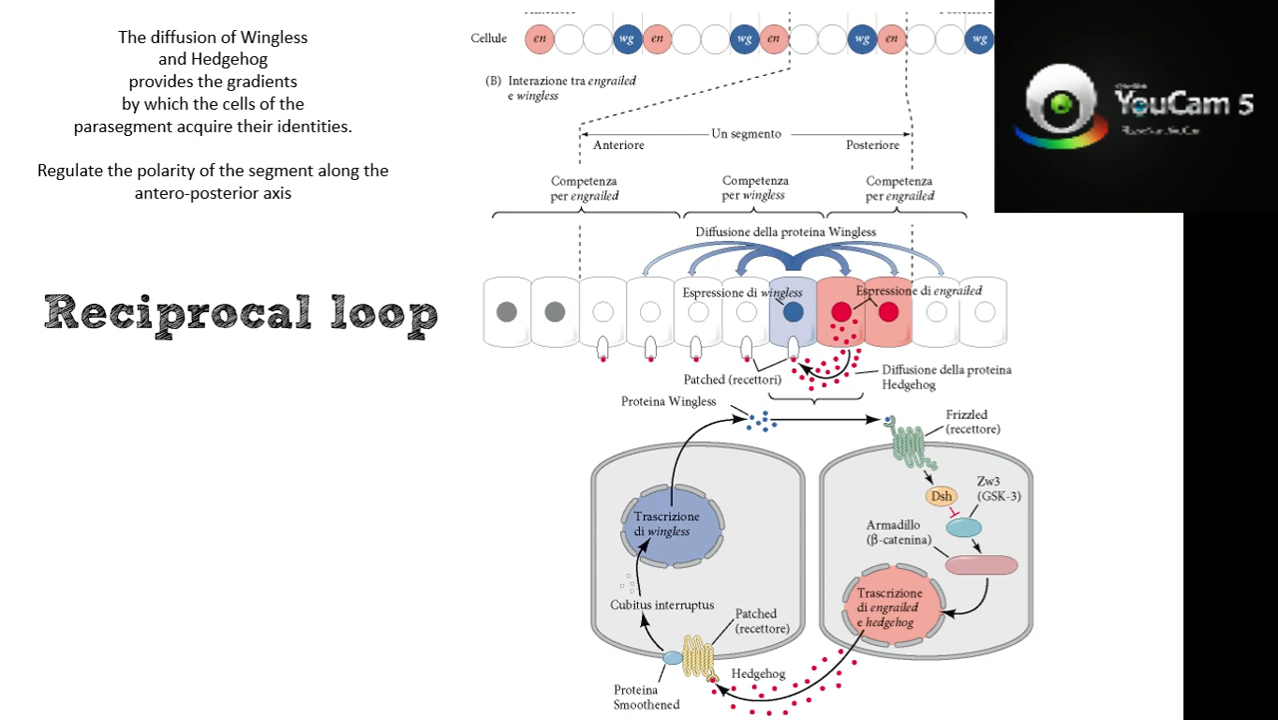 The diffusion of Wingless
and Hedgehog
provides the gradients
by which the cells of the
parasegment acquire their identities.
Regulate the polarity of the segment along the
antero-posterior axis
Reciprocal loop
Cellule
en
wg
en
wg
en
wg
en
wg
(B) Interazione tra engrailed
e wingless
Un segmento
Anteriore
Posteriore
Competenza
per engrailed
Competenza
per wingless
Competenza
per engrailed
Diffusione della proteina Wingless
Espressione di wingless
Espressione di engrailed
Patched (recettori)
Diffusione della proteina
Hedgehog
Proteina Wingless
Frizzled
(recettore)
Dsh
Zw3
(GSK-3)
Armadillo
(β-catenina)
Trascrizione
di wingless
Trascrizione
di engrailed
e hedgehog
Cubitus interruptus
Patched
(recettore)
Hedgehog
Proteina
Smoothened
YouCam 5